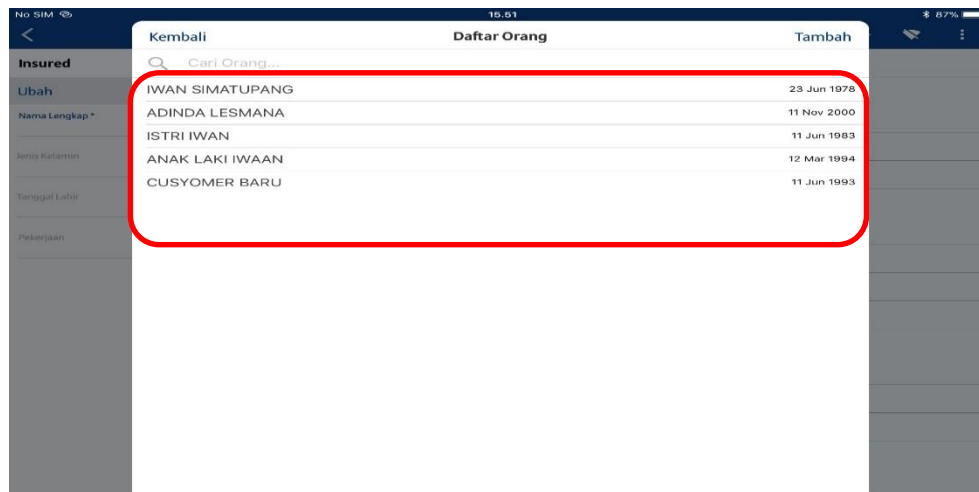 No SIM 15.51 87%
Kembali Daftar Orang Tambah
Insured
Cari Orang...
Ubah
IWAN SIMATUPANG 23 Jun 1978
Nama Lengkap *
ADINDA LESMANA 11 Nov 2000
ISTRI IWAN 11 Jun 1983
Jenis Kelamin
ANAK LAKI IWAAN 12 Mar 1994
CUSYOMER BARU 11 Jun 1993
Tanggal Lahir
Pekerjaan